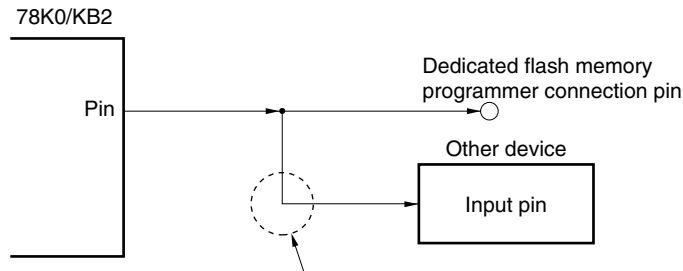 78K0/KB2
Dedicated flash memory
programmer connection pin
Pin
Other device
Input pin